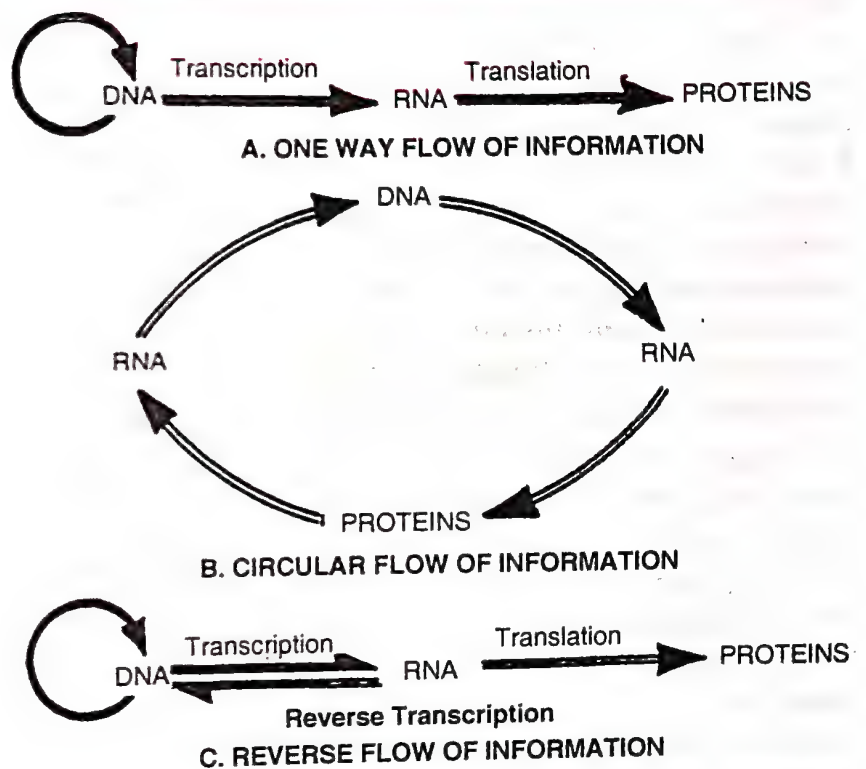 Transcription Translation
DNA RNA PROTEINS
A. ONE WAY FLOW OF INFORMATION
DNA
RNA RNA
PROTEINS
B. CIRCULAR FLOW OF INFORMATION
Transcription Translation
DNA RNA PROTEINS
Reverse Transcription
C. REVERSE FLOW OF INFORMATION